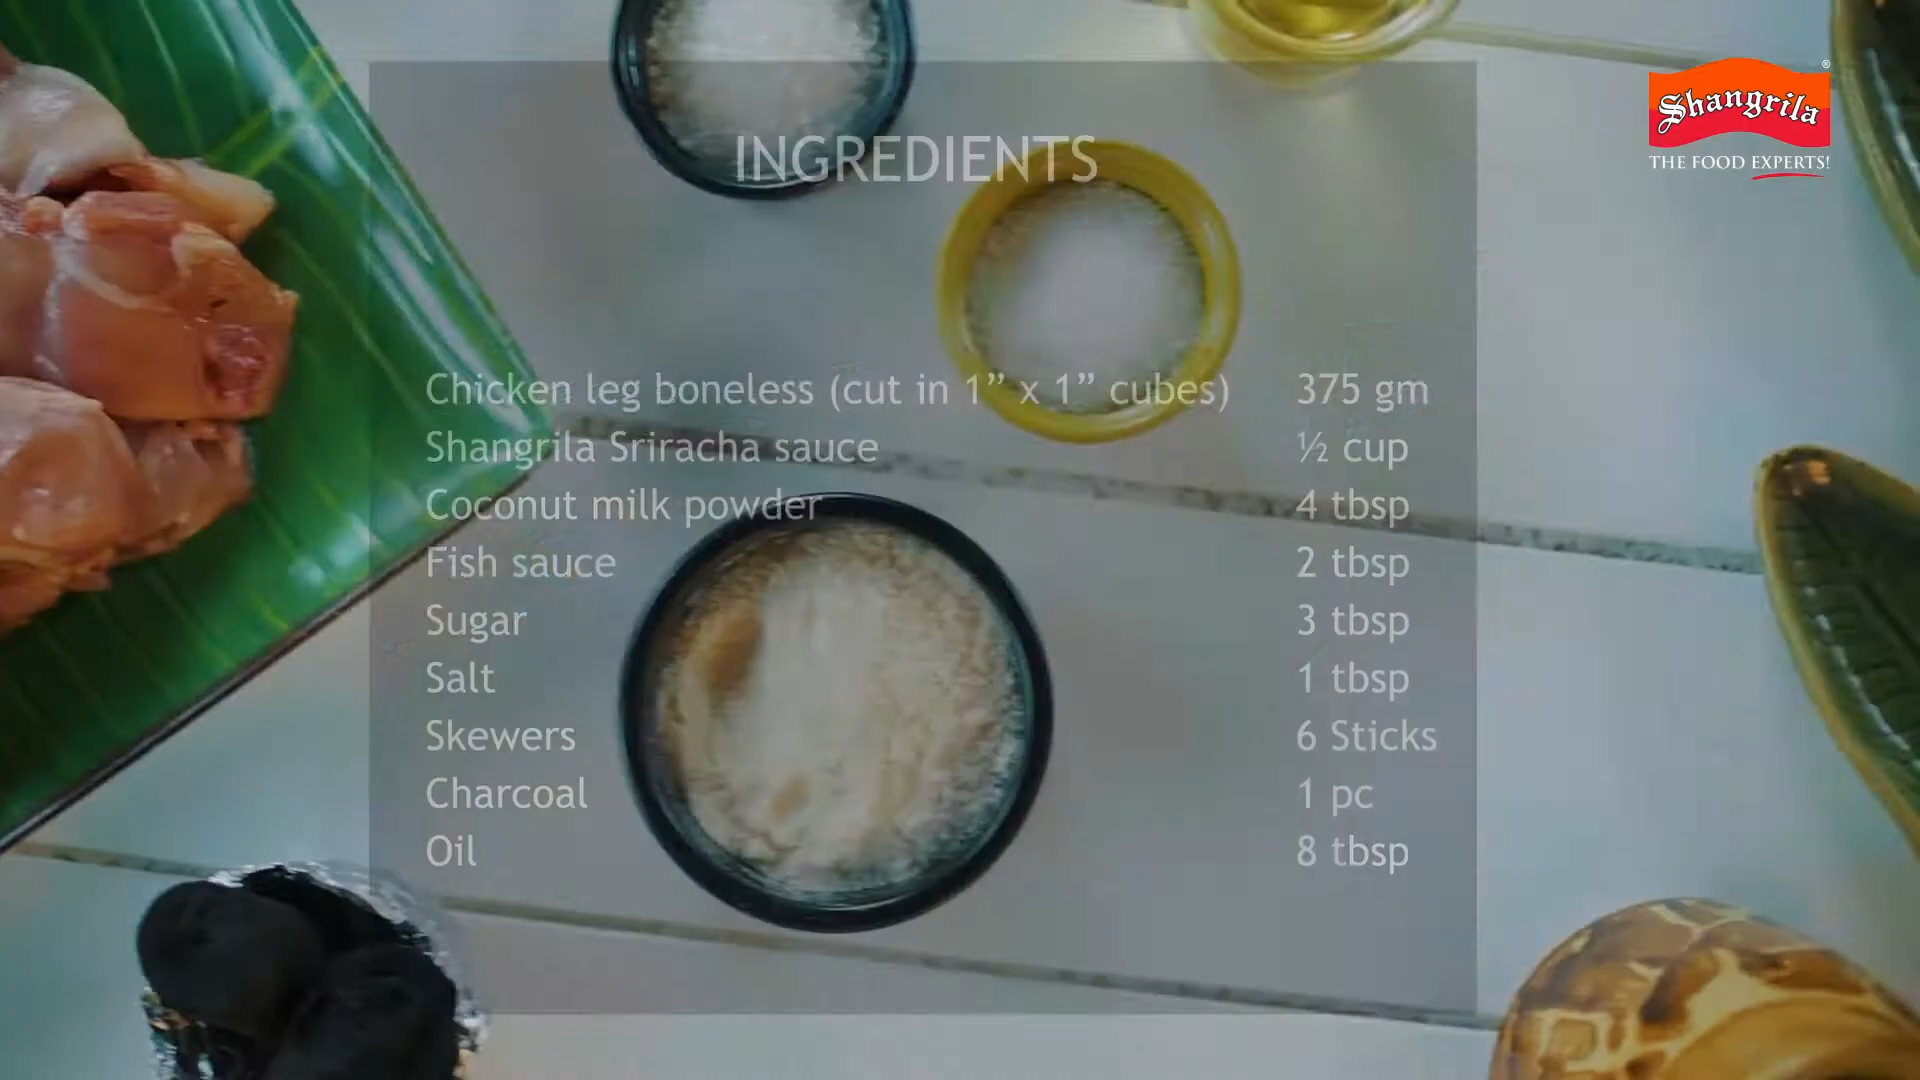 Shangrila
®
THE FOOD EXPERTS!
INGREDIENTS
Chicken leg boneless (cut in 1” x 1” cubes) 375 gm
Shangrila Sriracha sauce ½ cup
Coconut milk powder 4 tbsp
Fish sauce 2 tbsp
Sugar 3 tbsp
Salt 1 tbsp
Skewers 6 Sticks
Charcoal 1 pc
Oil 8 tbsp